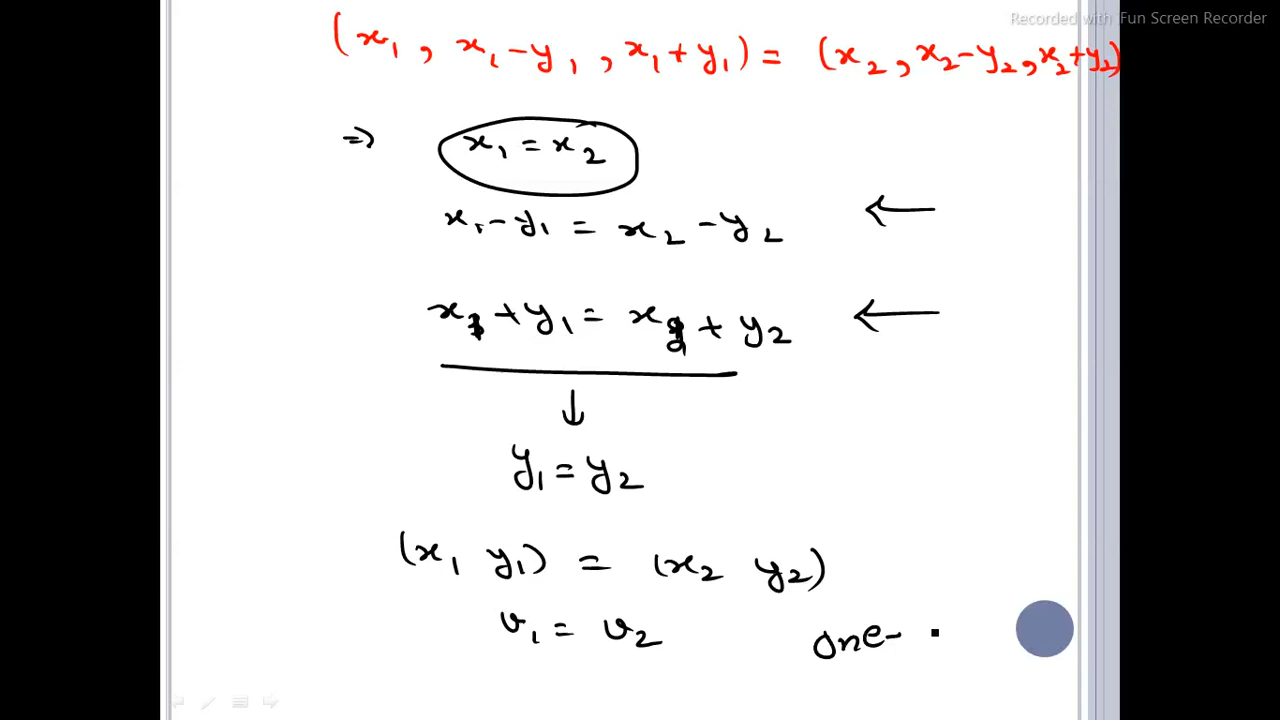 Recorded with Fun Screen Recorder
(x₁, x₁-y₁, x₁+y₁) = (x₂, x₂-y₂, x₂+y₂)
⇒ x₁ = x₂
x₁-y₁ = x₂-y₂ ←
x₁+y₁ = x₂+y₂ ←
↓
y₁ = y₂
(x₁ y₁) = (x₂ y₂)
v₁ = v₂ one-